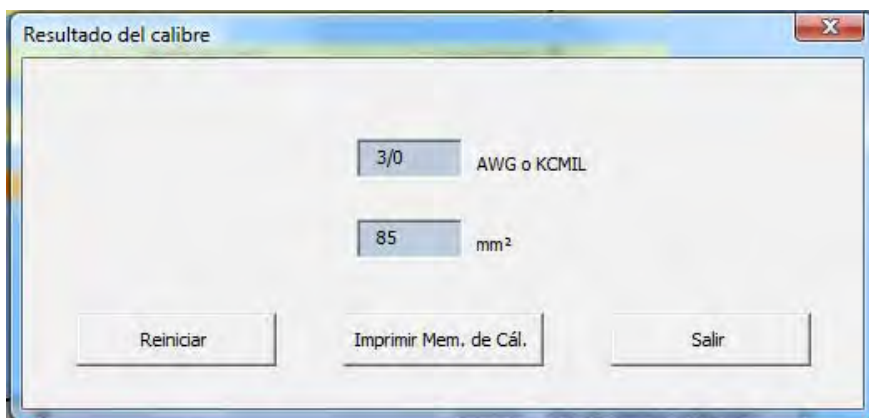 Resultado del calibre
3/0 AWG o KCMIL
85 mm²
Reiniciar Imprimir Mem. de Cál. Salir